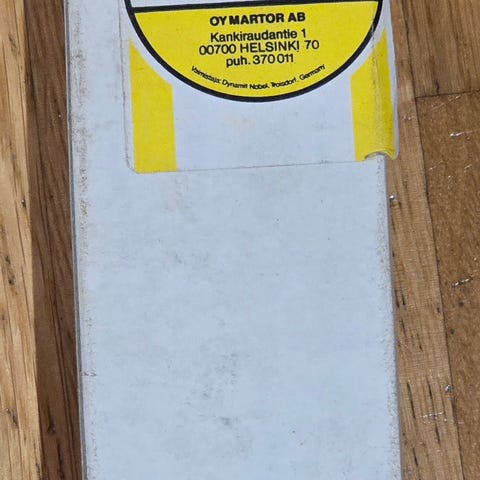 OY MARTOR AB
Kankiraudantie 1
00700 HELSINKI 70
puh. 370 011
Valmistaja: Dynamit Nobel, Troisdorf, Germany